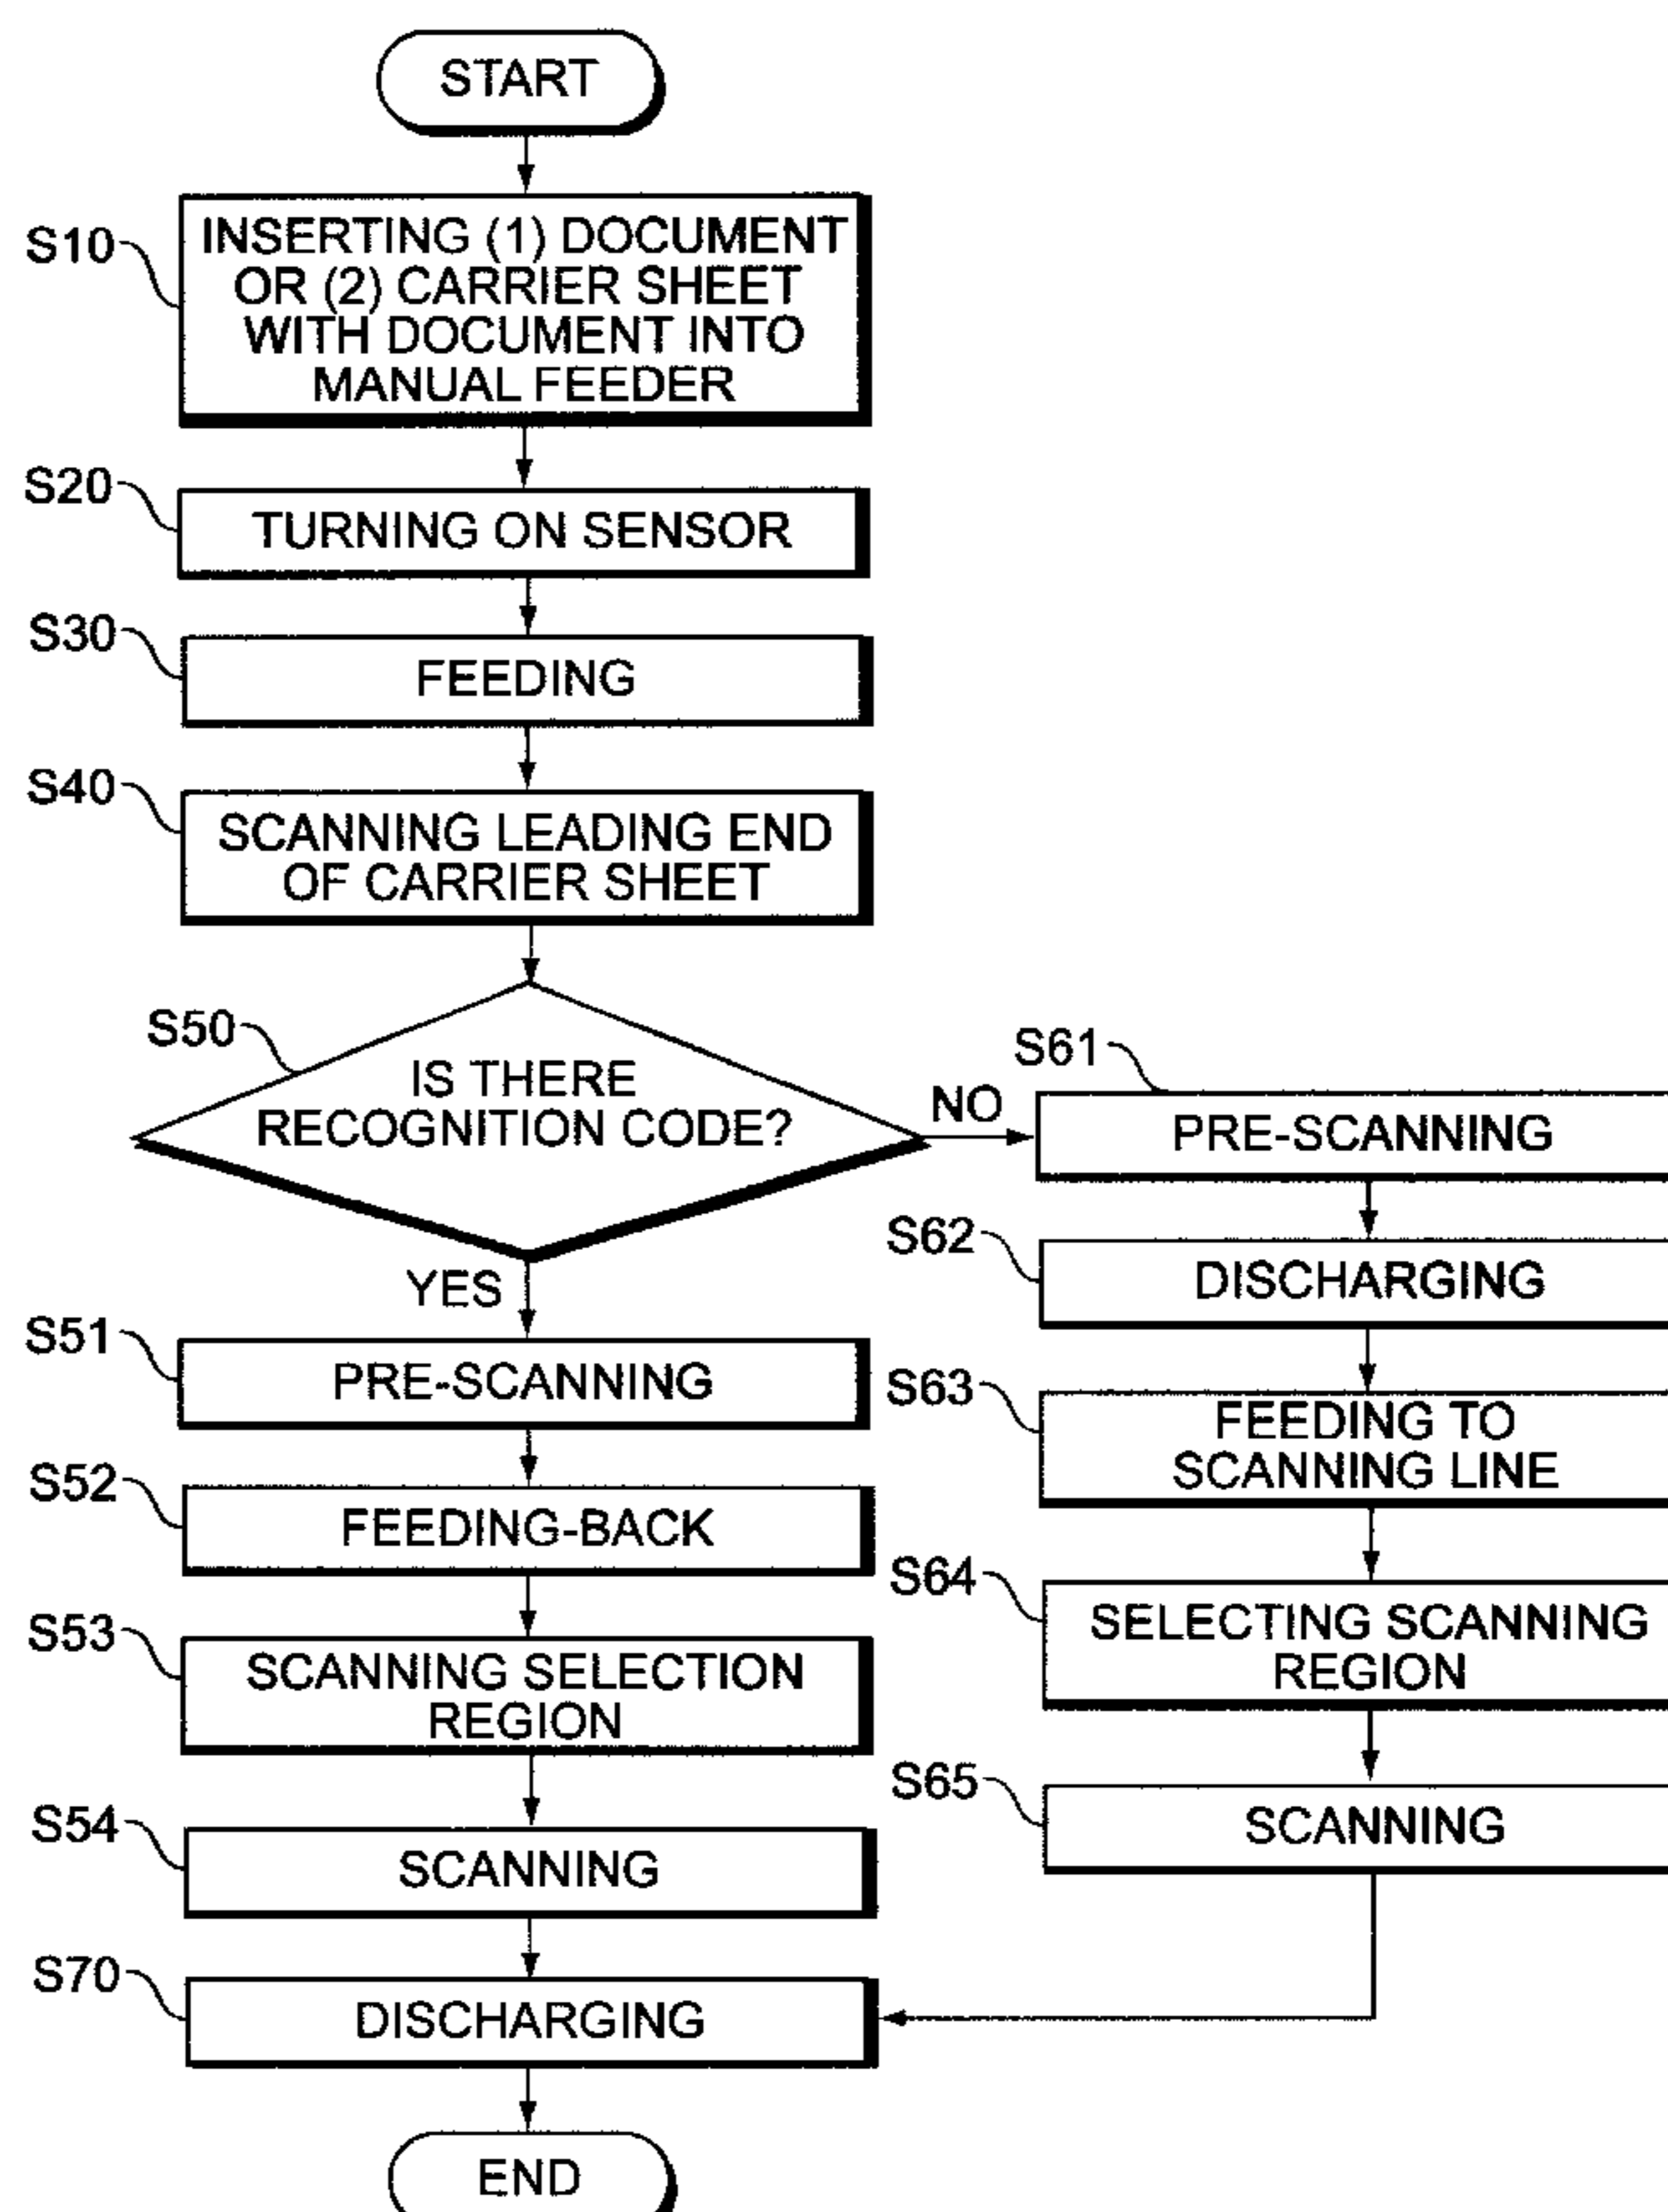 START
S10
INSERTING (1) DOCUMENT
OR (2) CARRIER SHEET
WITH DOCUMENT INTO
MANUAL FEEDER
S20
TURNING ON SENSOR
S30
FEEDING
S40
SCANNING LEADING END
OF CARRIER SHEET
S50
IS THERE
RECOGNITION CODE?
NO
YES
S51
PRE-SCANNING
S52
FEEDING-BACK
S53
SCANNING SELECTION
REGION
S54
SCANNING
S61
PRE-SCANNING
S62
DISCHARGING
S63
FEEDING TO
SCANNING LINE
S64
SELECTING SCANNING
REGION
S65
SCANNING
S70
DISCHARGING
END